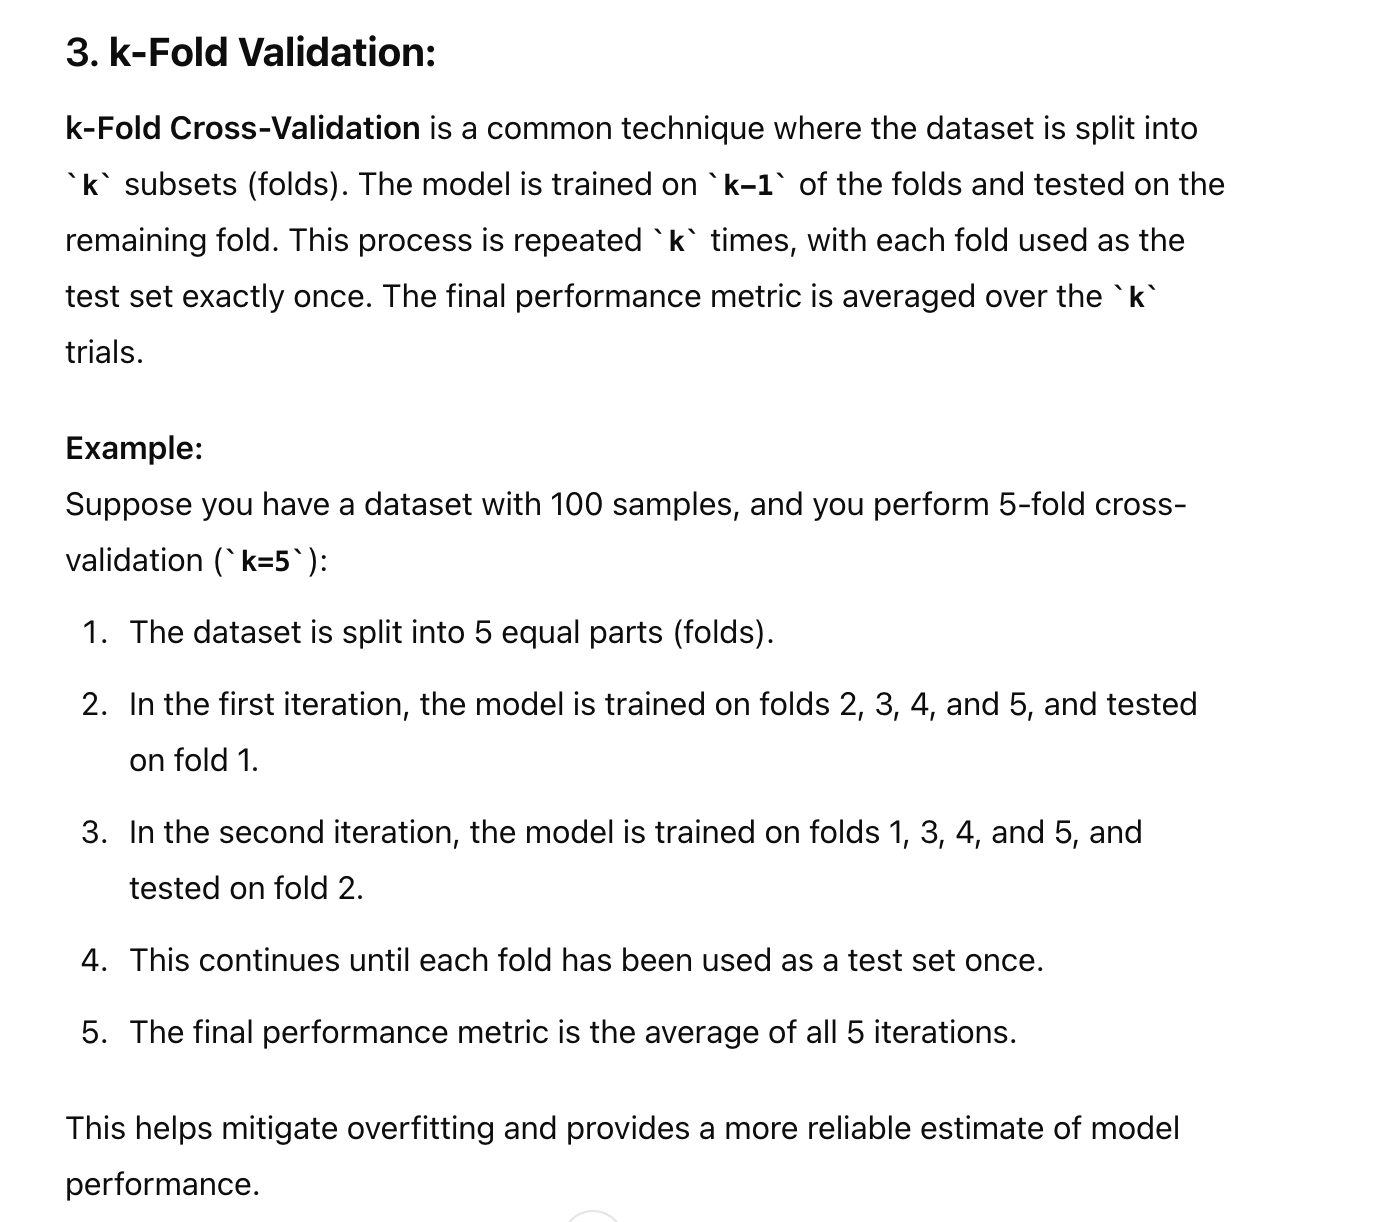 3. k-Fold Validation:
k-Fold Cross-Validation is a common technique where the dataset is split into
`k` subsets (folds). The model is trained on `k-1` of the folds and tested on the
remaining fold. This process is repeated `k` times, with each fold used as the
test set exactly once. The final performance metric is averaged over the `k`
trials.
Example:
Suppose you have a dataset with 100 samples, and you perform 5-fold cross-
validation (`k=5`):
1. The dataset is split into 5 equal parts (folds).
2. In the first iteration, the model is trained on folds 2, 3, 4, and 5, and tested
on fold 1.
3. In the second iteration, the model is trained on folds 1, 3, 4, and 5, and
tested on fold 2.
4. This continues until each fold has been used as a test set once.
5. The final performance metric is the average of all 5 iterations.
This helps mitigate overfitting and provides a more reliable estimate of model
performance.